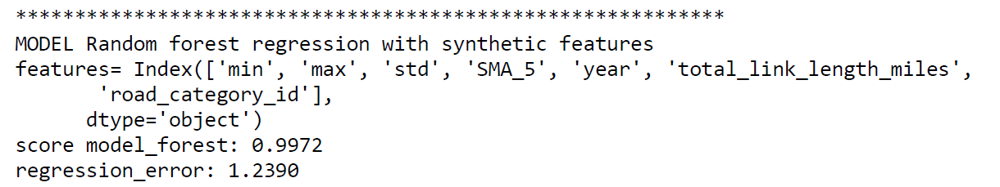 ************************************************************
MODEL Random forest regression with synthetic features
features= Index(['min', 'max', 'std', 'SMA_5', 'year', 'total_link_length_miles',
       'road_category_id'],
      dtype='object')
score model_forest: 0.9972
regression_error: 1.2390